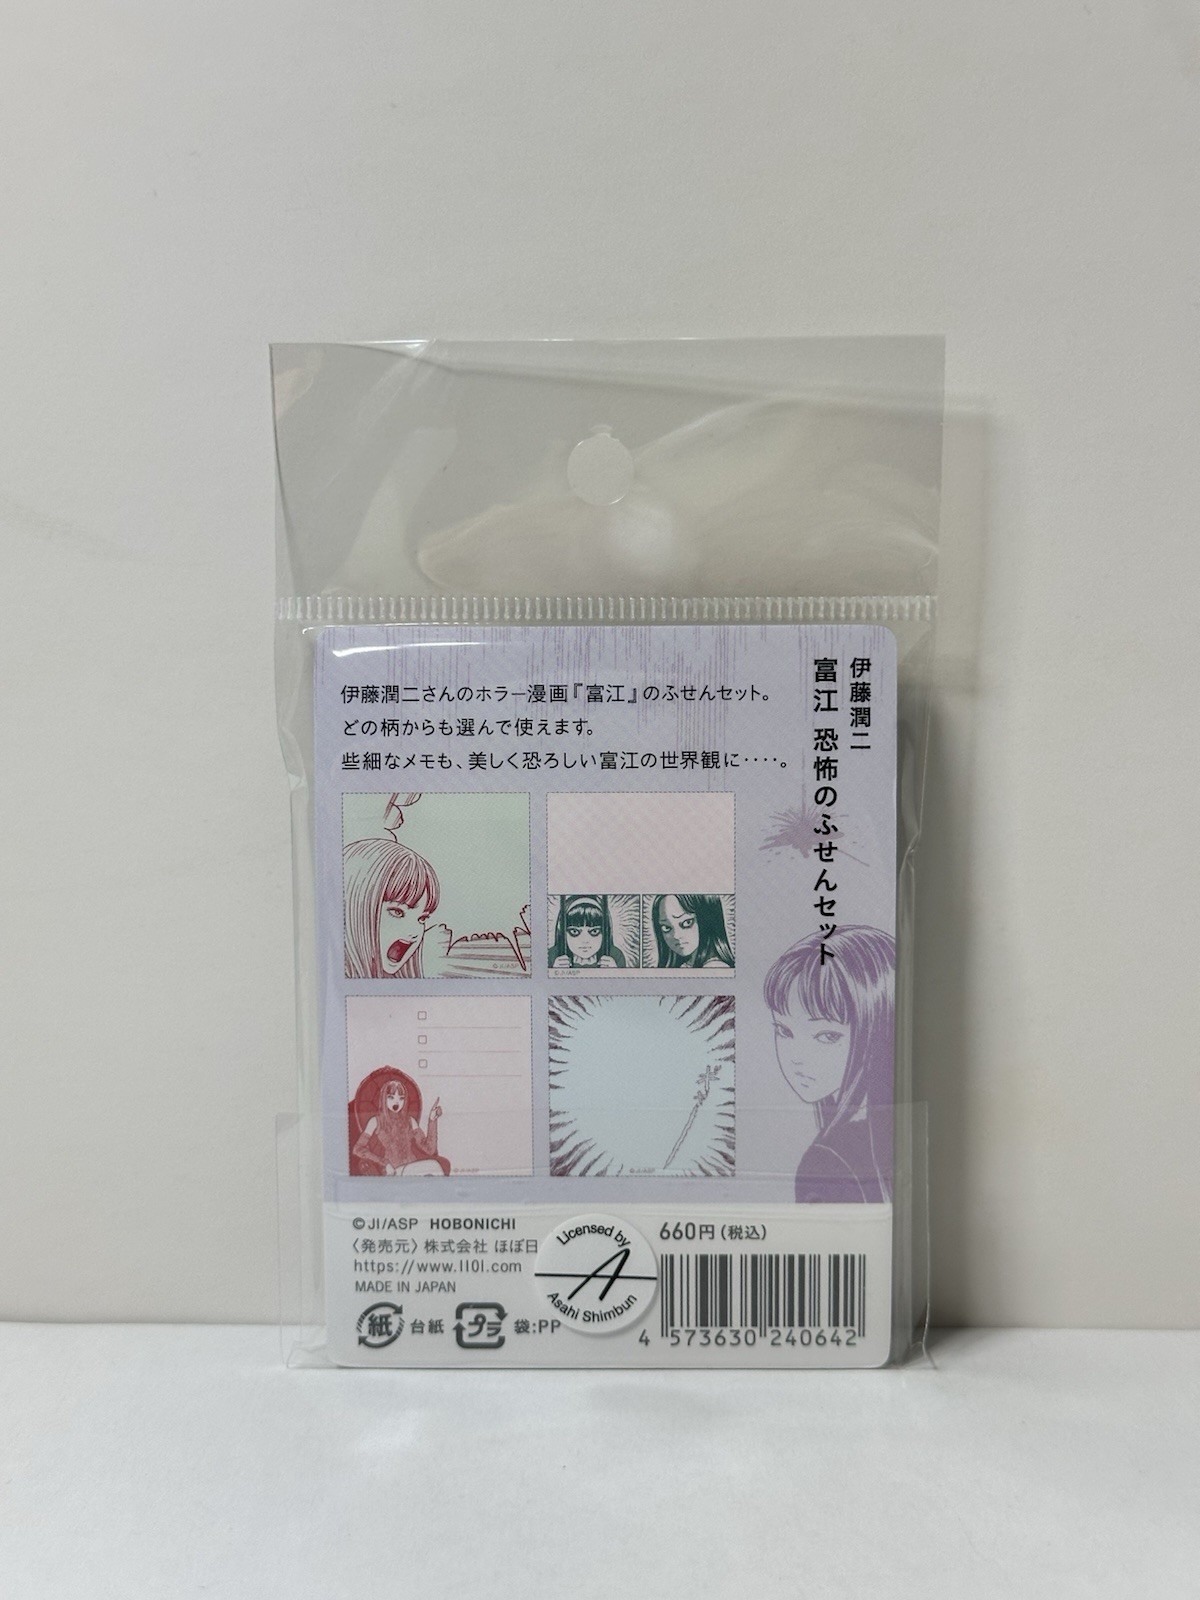 伊藤潤二
富江 恐怖のふせんセット
伊藤潤二さんのホラー漫画『富江』のふせんセット。
どの柄からも選んで使えます。
些細なメモも、美しく恐ろしい富江の世界観に‥‥。
© JI/ASP
© JI/ASP
© JI/ASP
© JI/ASP
© JI/ASP HOBONICHI
〈発売元〉株式会社 ほぼ日
https://www.1101.com
MADE IN JAPAN
紙 台紙 プラ 袋:PP
Licensed by
A
Asahi Shimbun
660円(税込)
4 573630 240642